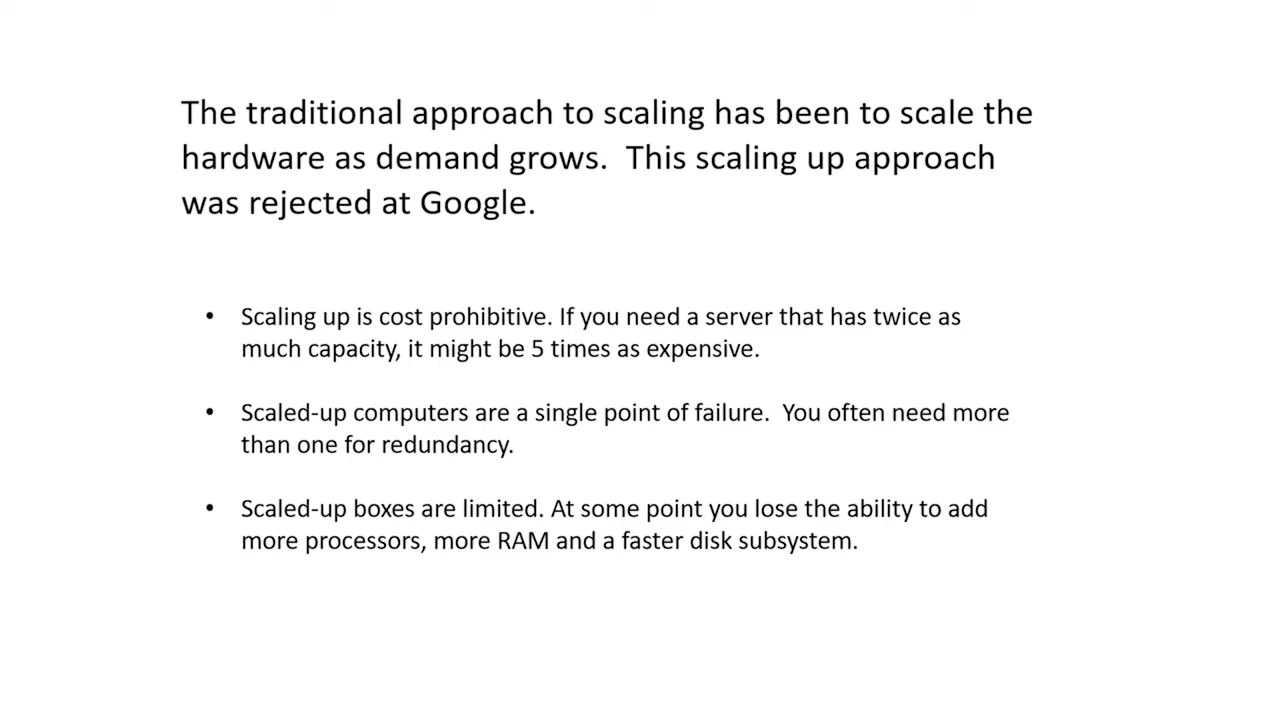 The traditional approach to scaling has been to scale the
hardware as demand grows.  This scaling up approach
was rejected at Google.
• Scaling up is cost prohibitive. If you need a server that has twice as
much capacity, it might be 5 times as expensive.
• Scaled-up computers are a single point of failure.  You often need more
than one for redundancy.
• Scaled-up boxes are limited. At some point you lose the ability to add
more processors, more RAM and a faster disk subsystem.